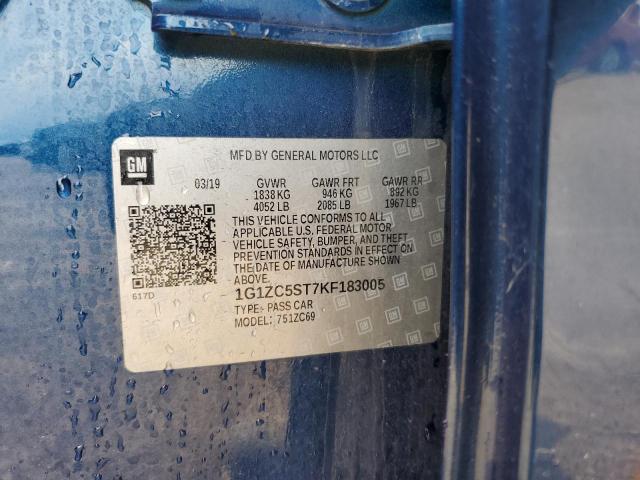 GM
MFD BY GENERAL MOTORS LLC
03/19 GVWR GAWR FRT GAWR RR
1838 KG 946 KG 892 KG
4052 LB 2085 LB 1967 LB
THIS VEHICLE CONFORMS TO ALL
APPLICABLE U.S. FEDERAL MOTOR
VEHICLE SAFETY, BUMPER, AND THEFT
PREVENTION STANDARDS IN EFFECT ON
THE DATE OF MANUFACTURE SHOWN
ABOVE.
617D
1G1ZC5ST7KF183005
TYPE: PASS CAR
MODEL: 751ZC69